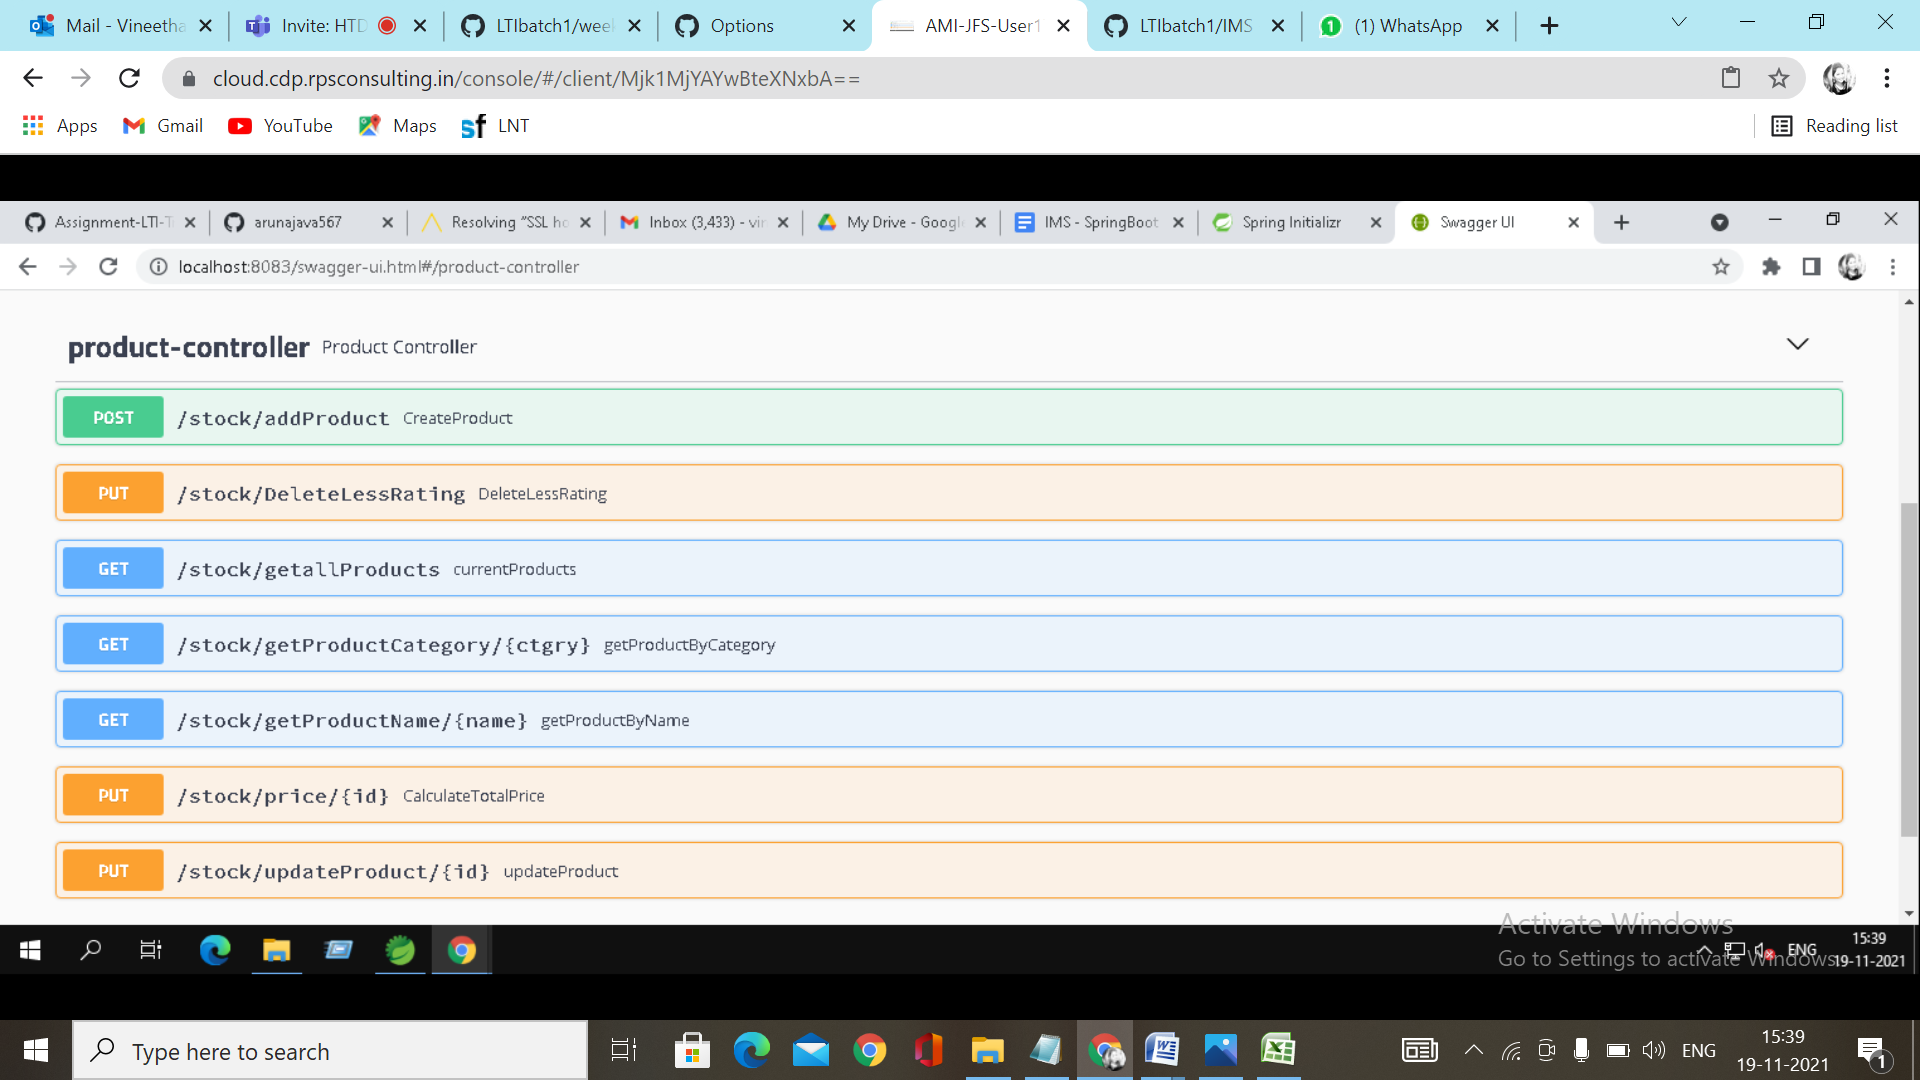 Mail - Vineetha
Invite: HTD
LTIbatch1/wee
Options
AMI-JFS-User1
LTIbatch1/IMS
(1) WhatsApp
cloud.cdp.rpsconsulting.in/console/#/client/Mjk1MjYAYwBteXNxbA==
Apps
Gmail
YouTube
Maps
sf LNT
Reading list
Assignment-LTI-T
arunajava567
Resolving "SSL ho
Inbox (3,433) - vir
My Drive - Google
IMS - SpringBoot
Spring Initializr
Swagger UI
localhost:8083/swagger-ui.html#/product-controller
product-controller Product Controller
POST /stock/addProduct CreateProduct
PUT /stock/DeleteLessRating DeleteLessRating
GET /stock/getallProducts currentProducts
GET /stock/getProductCategory/{ctgry} getProductByCategory
GET /stock/getProductName/{name} getProductByName
PUT /stock/price/{id} CalculateTotalPrice
PUT /stock/updateProduct/{id} updateProduct
Activate Windows
Go to Settings to activate Windows
ENG
15:39
19-11-2021
Type here to search
ENG
15:39
19-11-2021
1